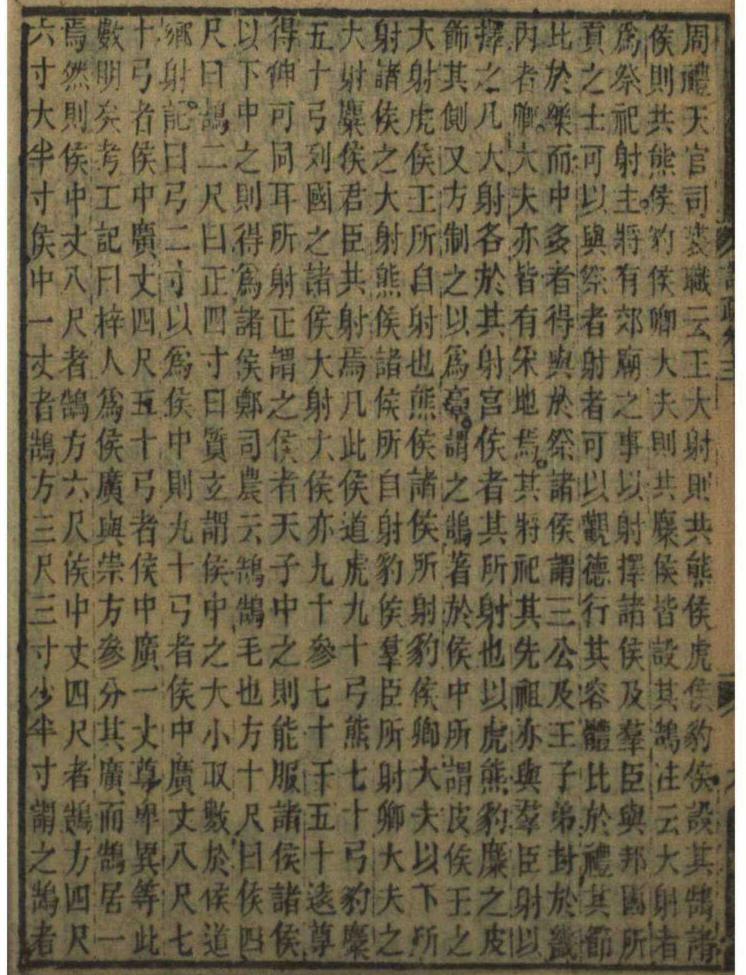 周禮天官司裘職云王大射則共熊侯虎侯豹侯設其鵠諸
侯則共熊侯豹侯卿大夫則共麋侯皆設其鵠注云大射者
爲祭祀射王將有郊廟之事以射擇諸侯及羣臣與邦國所
貢之士可以與祭者射者可以觀德行其容體比於禮其節
比於樂而中多者得與於祭諸侯謂三公及王子弟封於畿
內者卿大夫亦皆有采地焉其將祀其先祖亦與羣臣射以
擇之凡大射各於其射宮侯者其所射也以虎熊豹麋之皮
飾其側又方制之以爲臯謂之鵠著於侯中所謂皮侯王之
大射虎侯王所自射也熊侯諸侯所射豹侯卿大夫以下所
射諸侯之大射熊侯諸侯所自射豹侯羣臣所射卿大夫之
大射麋侯君臣共射焉凡此侯道虎九十弓熊七十弓豹麋
五十弓列國之諸侯大射大侯亦九十參七十干五十遠尊
得伸可同耳所射正謂之侯者天子中之則能服諸侯諸侯
以下中之則得爲諸侯鄭司農云鵠鵠毛也方十尺曰侯四
尺曰鵠二尺曰正四寸曰質玄謂侯中之大小取數於侯道
鄉射記曰弓二寸以爲侯中則九十弓者侯中廣丈八尺七
十弓者侯中廣丈四尺五十弓者侯中廣一丈尊卑異等此
數明矣考工記曰梓人爲侯廣與崇方參分其廣而鵠居一
焉然則侯中丈八尺者鵠方六尺侯中丈四尺者鵠方四尺
六寸大半寸侯中一丈者鵠方三尺三寸少半寸謂之鵠者